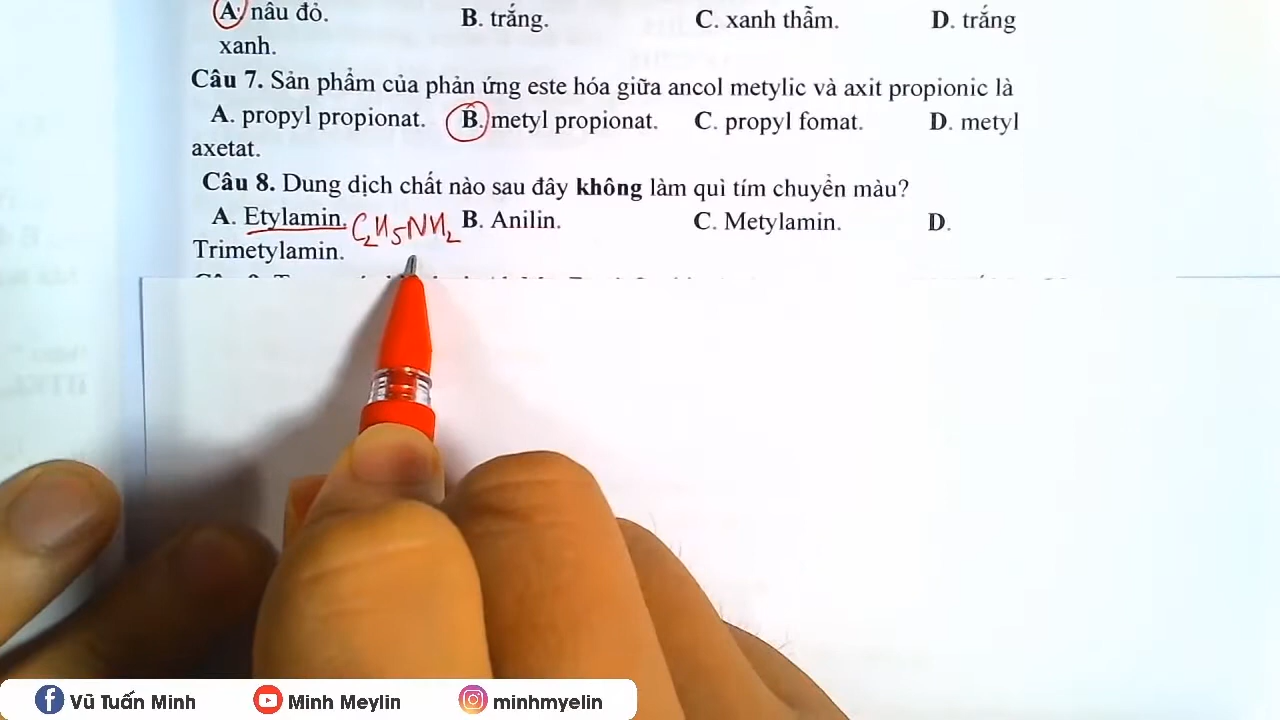 A. nâu đỏ. B. trắng. C. xanh thẫm. D. trắng
xanh.
Câu 7. Sản phẩm của phản ứng este hóa giữa ancol metylic và axit propionic là
A. propyl propionat. B. metyl propionat. C. propyl fomat. D. metyl
axetat.
Câu 8. Dung dịch chất nào sau đây không làm quì tím chuyển màu?
A. Etylamin. C₂H₅NH₂ B. Anilin. C. Metylamin. D.
Trimetylamin.
Vũ Tuấn Minh Minh Meylin minhmyelin